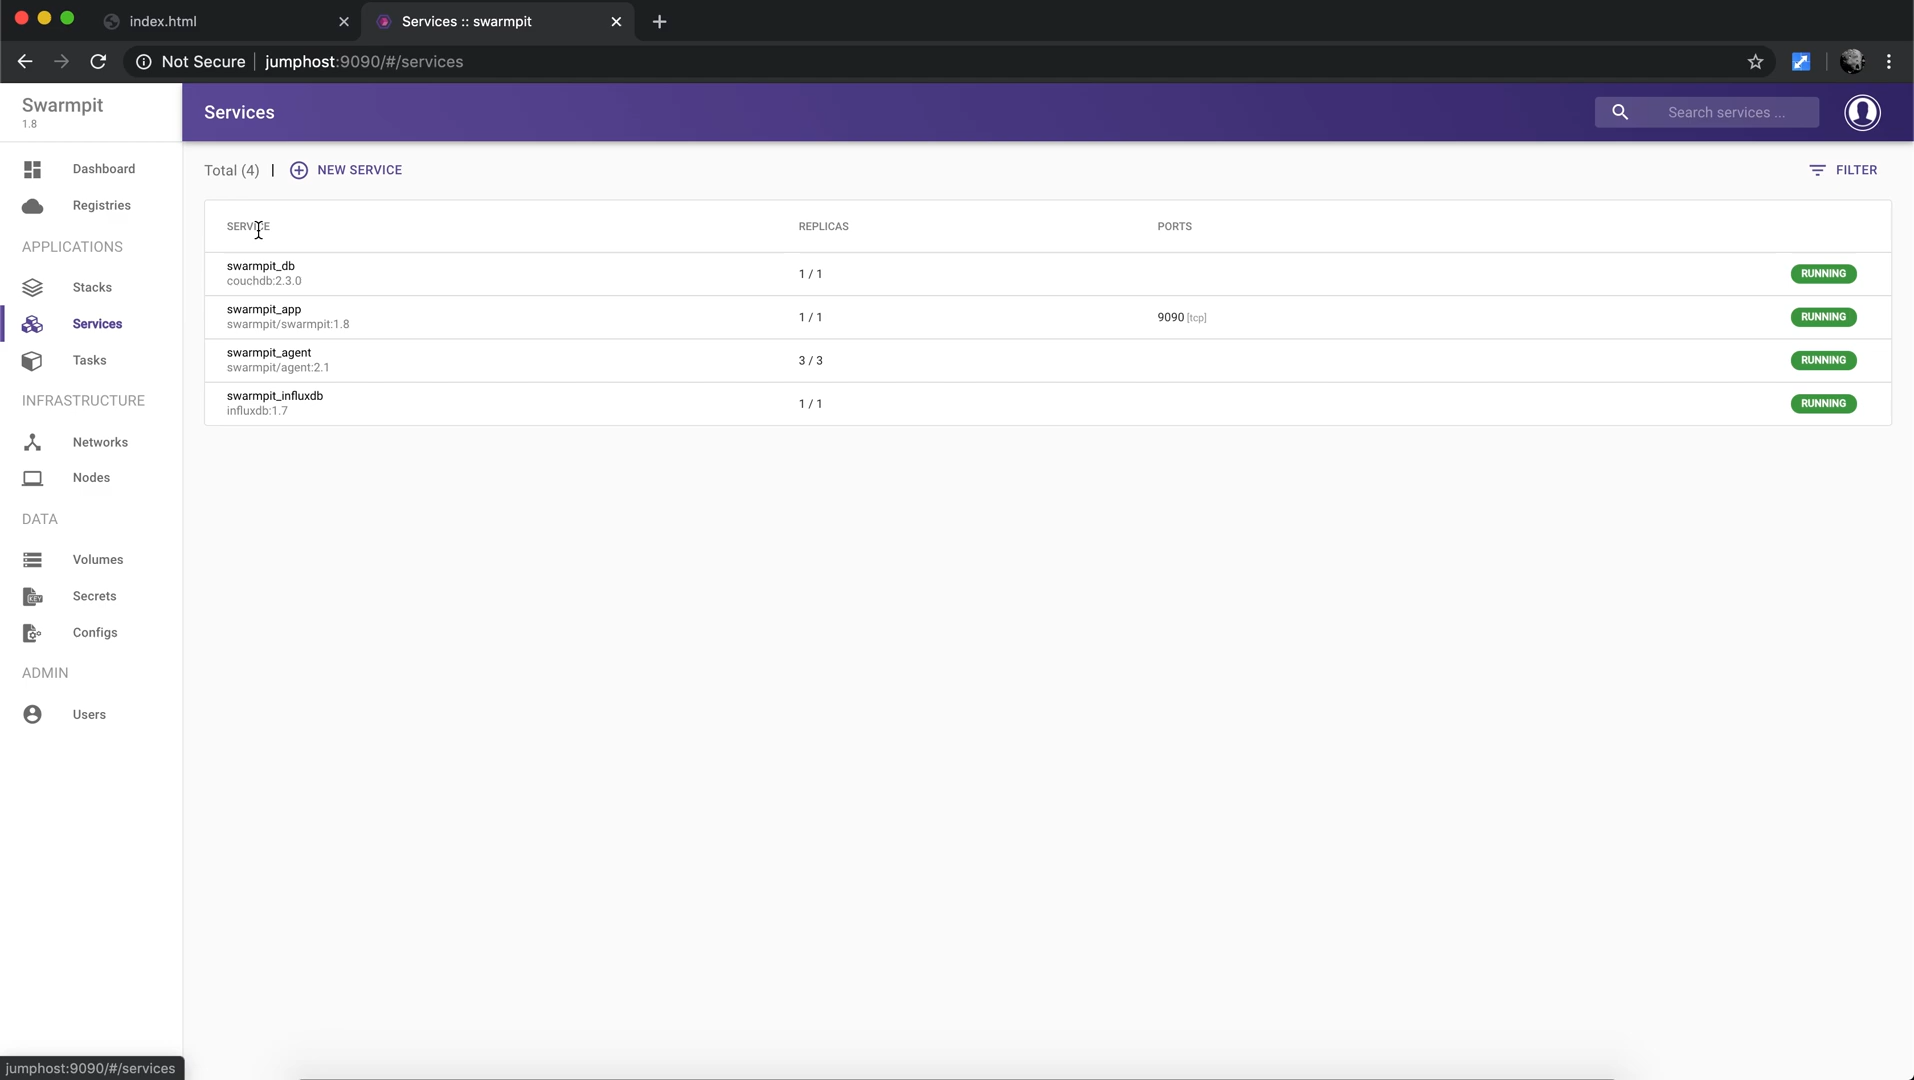 index.html
Services :: swarmpit
Not Secure jumphost:9090/#/services
Swarmpit
1.8
Services
Search services ...
Dashboard
Registries
APPLICATIONS
Stacks
Services
Tasks
INFRASTRUCTURE
Networks
Nodes
DATA
Volumes
Secrets
KEY
Configs
ADMIN
Users
Total (4) | NEW SERVICE
FILTER
SERVICE REPLICAS PORTS
swarmpit_db
couchdb:2.3.0
1 / 1
RUNNING
swarmpit_app
swarmpit/swarmpit:1.8
1 / 1
9090 [tcp]
RUNNING
swarmpit_agent
swarmpit/agent:2.1
3 / 3
RUNNING
swarmpit_influxdb
influxdb:1.7
1 / 1
RUNNING
jumphost:9090/#/services